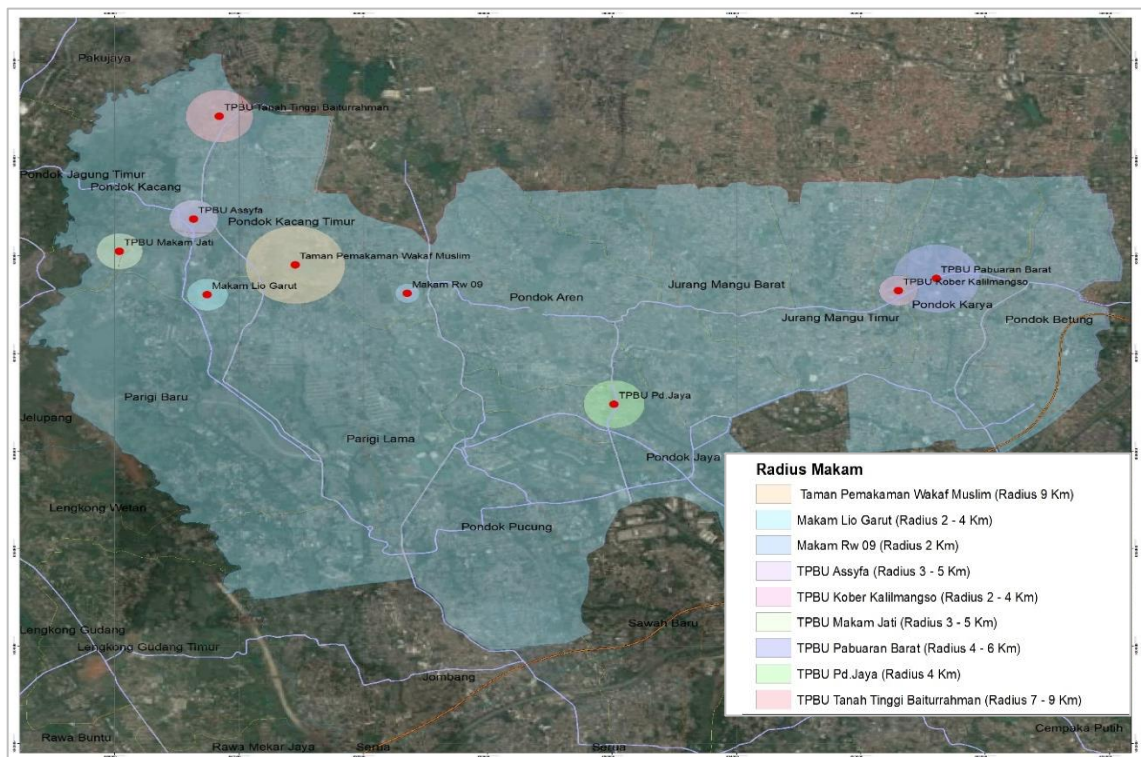 Pakujaya
TPBU Tanah Tinggi Baiturrahman
Pondok Jagung Timur
Pondok Kacang
TPBU Assyfa
Pondok Kacang Timur
TPBU Makam Jati
Taman Pemakaman Wakaf Muslim
Makam Lio Garut
Makam Rw 09
Pondok Aren
Jurang Mangu Barat
TPBU Pabuaran Barat
TPBU Kober Kalilmangso
Pondok Karya
Jurang Mangu Timur
Pondok Betung
Parigi Baru
TPBU Pd.Jaya
Jelupang
Parigi Lama
Pondok Jaya
Lengkong Wetan
Pondok Pucung
Lengkong Gudang
Lengkong Gudang Timur
Sawah Baru
Jombang
Rawa Buntu
Rawa Mekar Jaya
Serua
Serua
Cempaka Putih
Radius Makam
Taman Pemakaman Wakaf Muslim (Radius 9 Km)
Makam Lio Garut (Radius 2 - 4 Km)
Makam Rw 09 (Radius 2 Km)
TPBU Assyfa (Radius 3 - 5 Km)
TPBU Kober Kalilmangso (Radius 2 - 4 Km)
TPBU Makam Jati (Radius 3 - 5 Km)
TPBU Pabuaran Barat (Radius 4 - 6 Km)
TPBU Pd.Jaya (Radius 4 Km)
TPBU Tanah Tinggi Baiturrahman (Radius 7 - 9 Km)